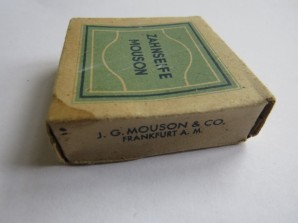 ZAHNSEIFE
MOUSON
J. G. MOUSON & CO.
FRANKFURT A. M.